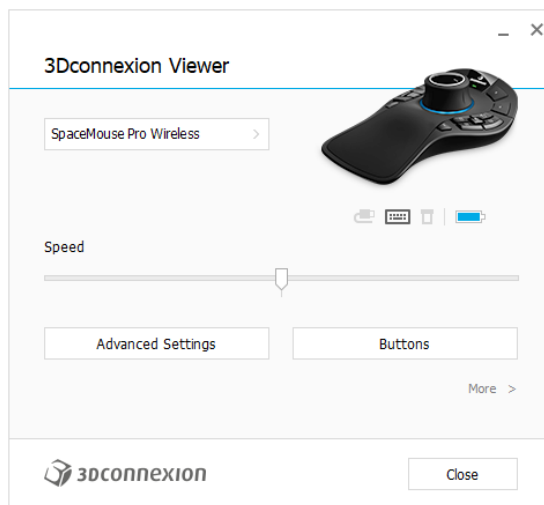 3Dconnexion Viewer
SpaceMouse Pro Wireless
Speed
Advanced Settings
Buttons
More >
3Dconnexion
Close